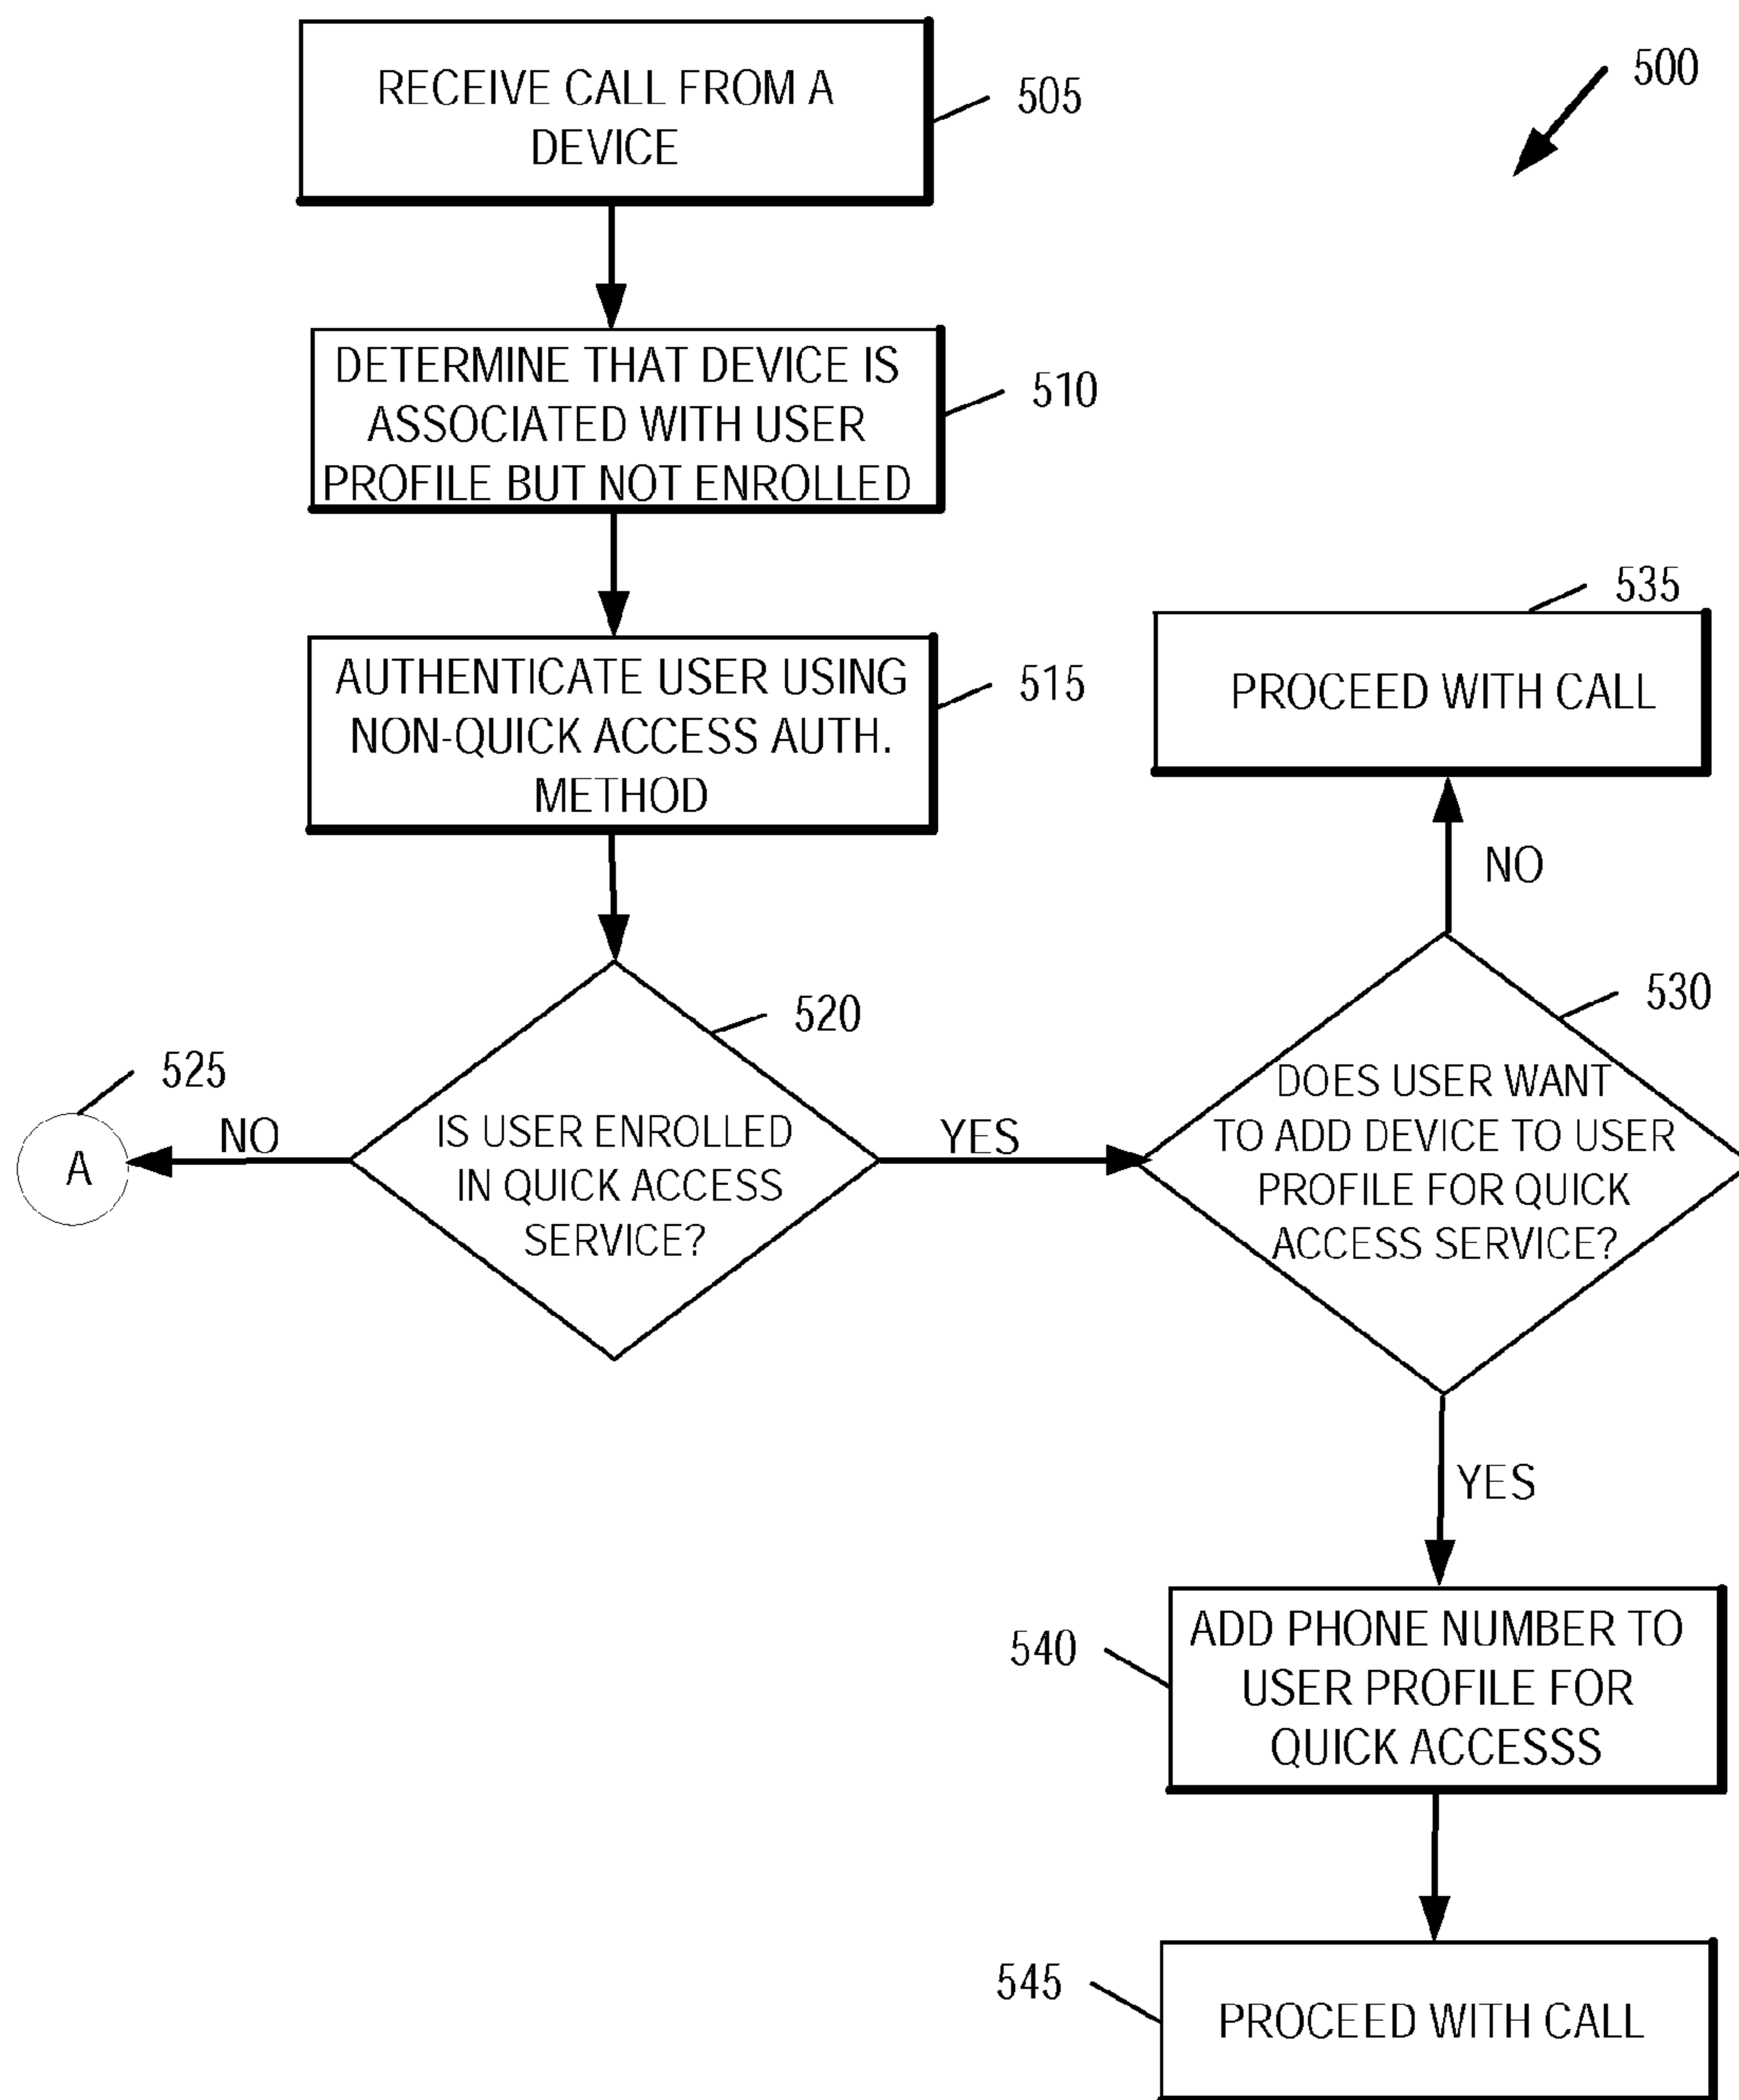 RECEIVE CALL FROM A
DEVICE
505
500
DETERMINE THAT DEVICE IS
ASSOCIATED WITH USER
PROFILE BUT NOT ENROLLED
510
AUTHENTICATE USER USING
NON-QUICK ACCESS AUTH.
METHOD
515
535
PROCEED WITH CALL
NO
520
IS USER ENROLLED
IN QUICK ACCESS
SERVICE?
525
A
NO
YES
530
DOES USER WANT
TO ADD DEVICE TO USER
PROFILE FOR QUICK
ACCESS SERVICE?
YES
540
ADD PHONE NUMBER TO
USER PROFILE FOR
QUICK ACCESSS
545
PROCEED WITH CALL